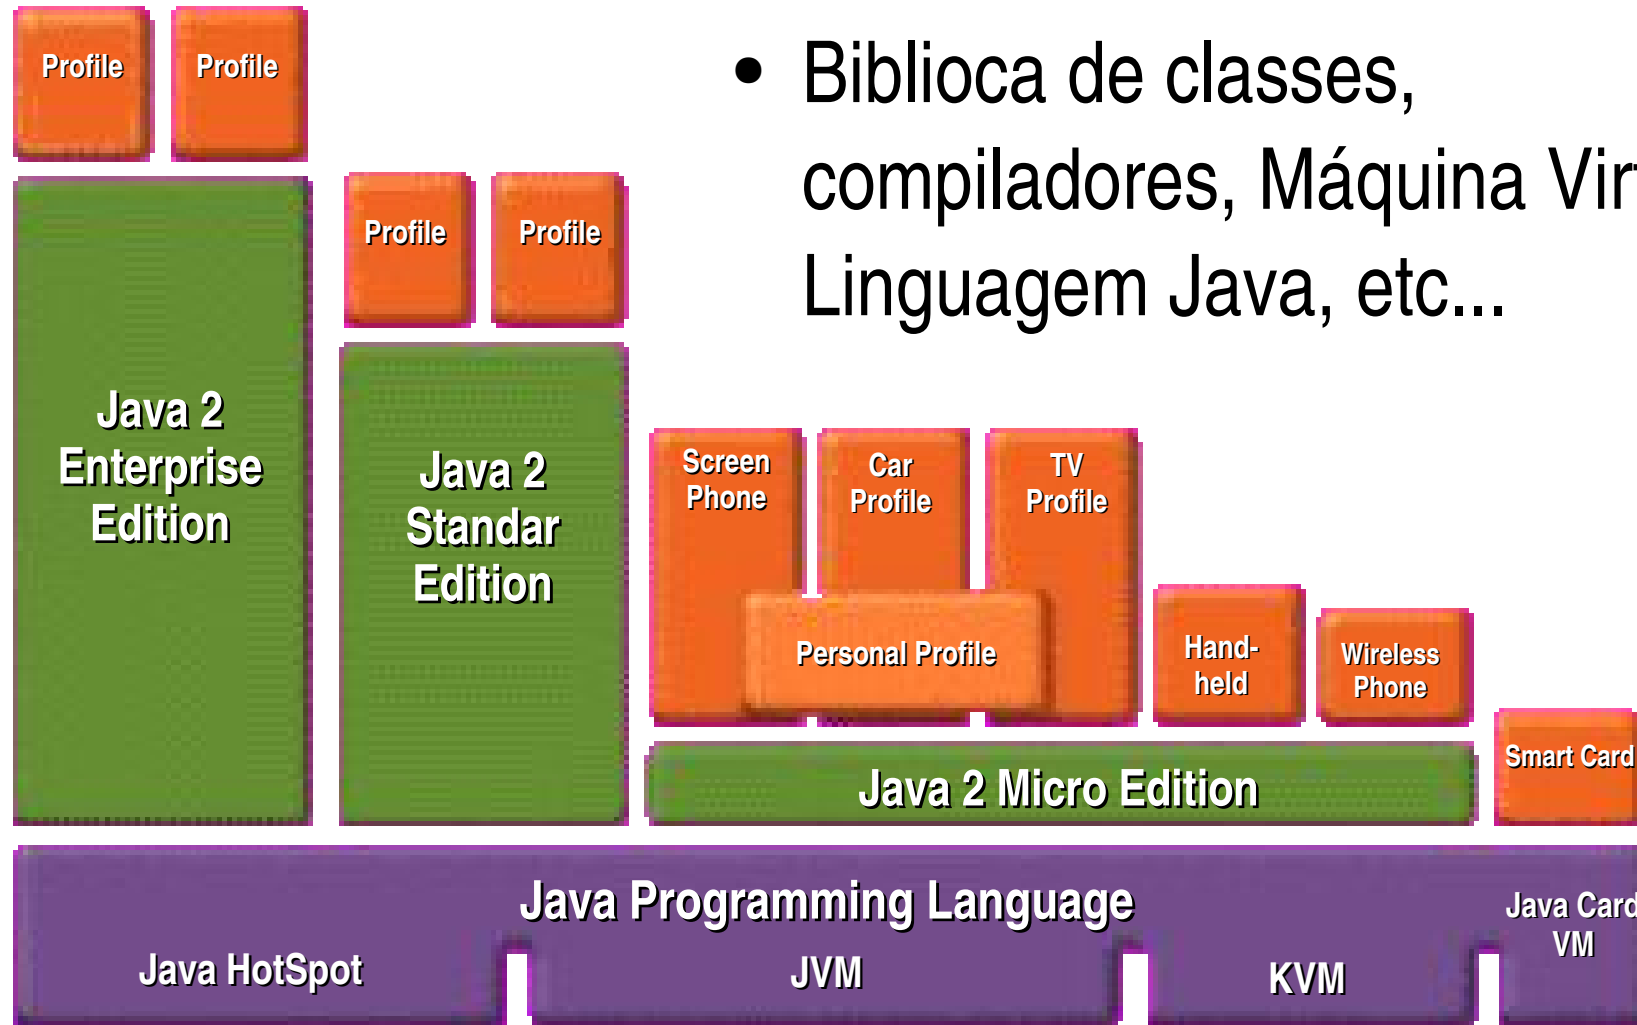 Profile
Profile
• Biblioca de classes,
compiladores, Máquina
Linguagem Java, etc...
Profile
Profile
Java 2
Enterprise
Edition
Java 2
Standar
Edition
Screen
Phone
Car
Profile
TV
Profile
Personal Profile
Hand-
held
Wireless
Phone
Smart Card
Java 2 Micro Edition
Java Programming Language
Java HotSpot
JVM
KVM
Java Card
VM